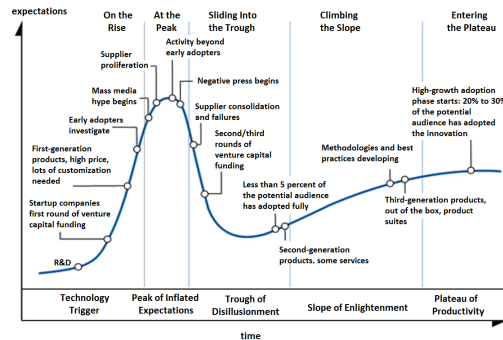 expectations
On the
Rise
At the
Peak
Sliding Into
the Trough
Climbing
the Slope
Entering
the Plateau
Activity beyond
early adopters
Supplier
proliferation
Negative press begins
Mass media
hype begins
Supplier consolidation
and failures
Early adopters
investigate
Second/third
rounds of
venture capital
funding
First-generation
products, high price,
lots of customization
needed
Startup companies
first round of venture
capital funding
R&D
Less than 5 percent of
the potential audience
has adopted fully
Second-generation
products, some services
Methodologies and best
practices developing
Third-generation products,
out of the box, product
suites
High-growth adoption
phase starts: 20% to 30%
of the potential
audience has adopted
the innovation
Technology
Trigger
Peak of Inflated
Expectations
Trough of
Disillusionment
Slope of Enlightenment
Plateau of
Productivity
time